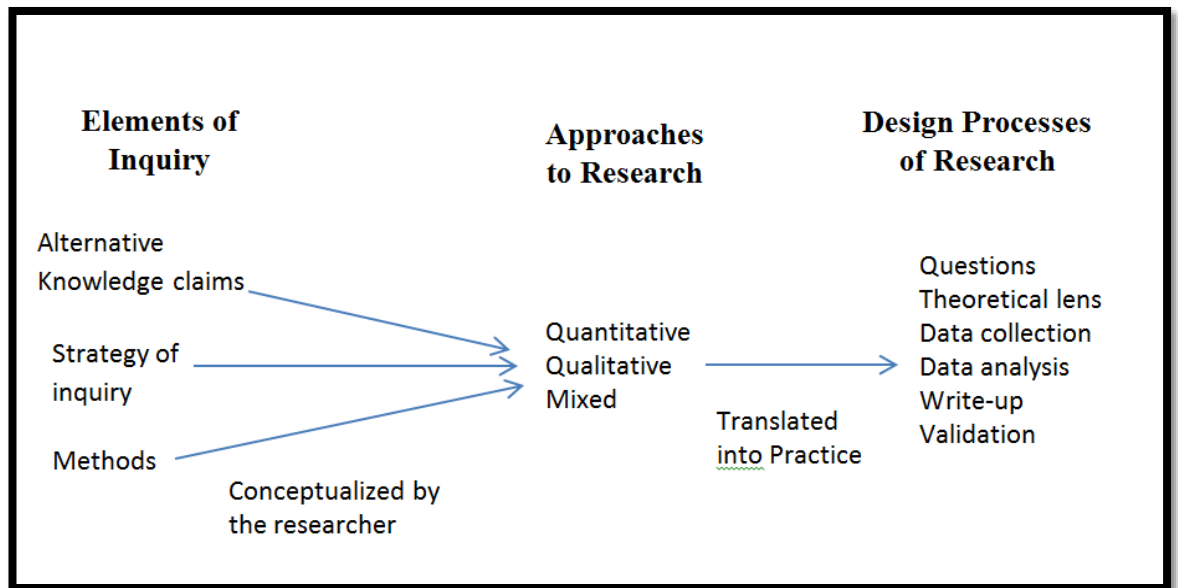 Elements of
Inquiry
Approaches
to Research
Design Processes
of Research
Alternative
Knowledge claims
Strategy of
inquiry
Methods
Conceptualized by
the researcher
Quantitative
Qualitative
Mixed
Translated
into Practice
Questions
Theoretical lens
Data collection
Data analysis
Write-up
Validation